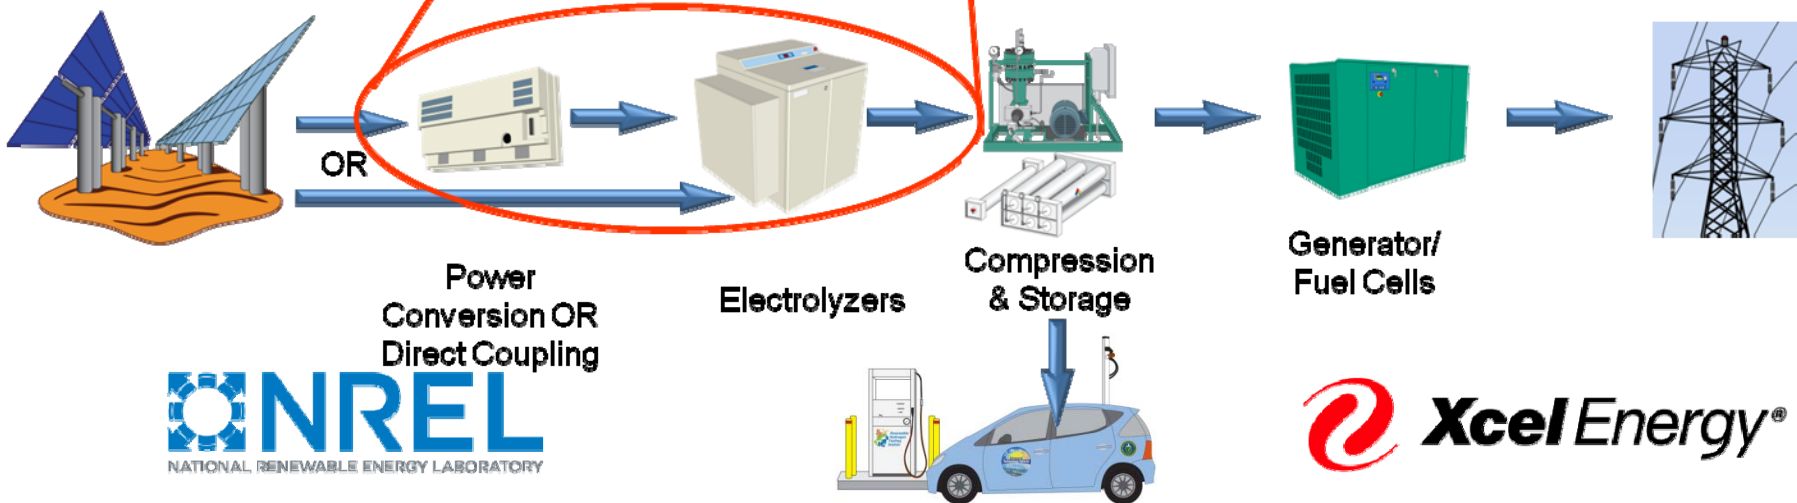 OR
Power
Conversion OR
Direct Coupling
Electrolyzers
Compression
& Storage
Generator/
Fuel Cells
NREL
NATIONAL RENEWABLE ENERGY LABORATORY
Xcel Energy®